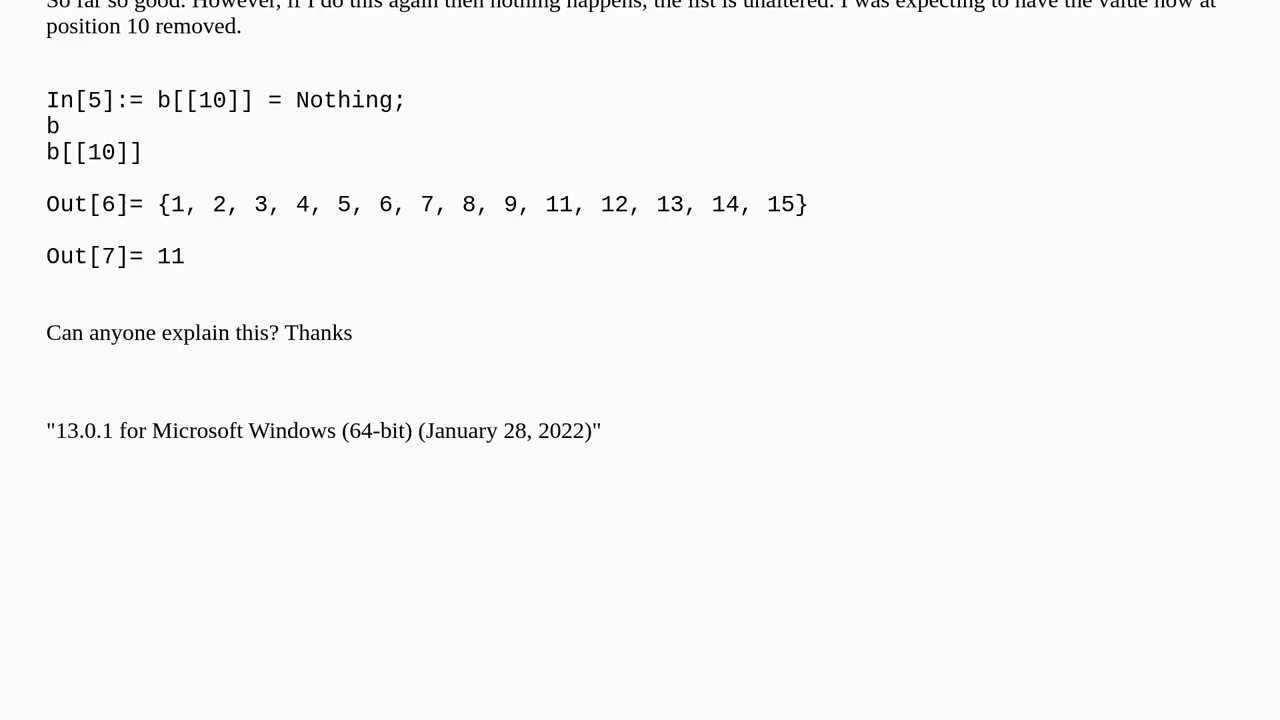 So far so good. However, if I do this again then nothing happens, the list is unaltered. I was expecting to have the value now at
position 10 removed.
In[5]:= b[[10]] = Nothing;
b
b[[10]]
Out[6]= {1, 2, 3, 4, 5, 6, 7, 8, 9, 11, 12, 13, 14, 15}
Out[7]= 11
Can anyone explain this? Thanks
"13.0.1 for Microsoft Windows (64-bit) (January 28, 2022)"